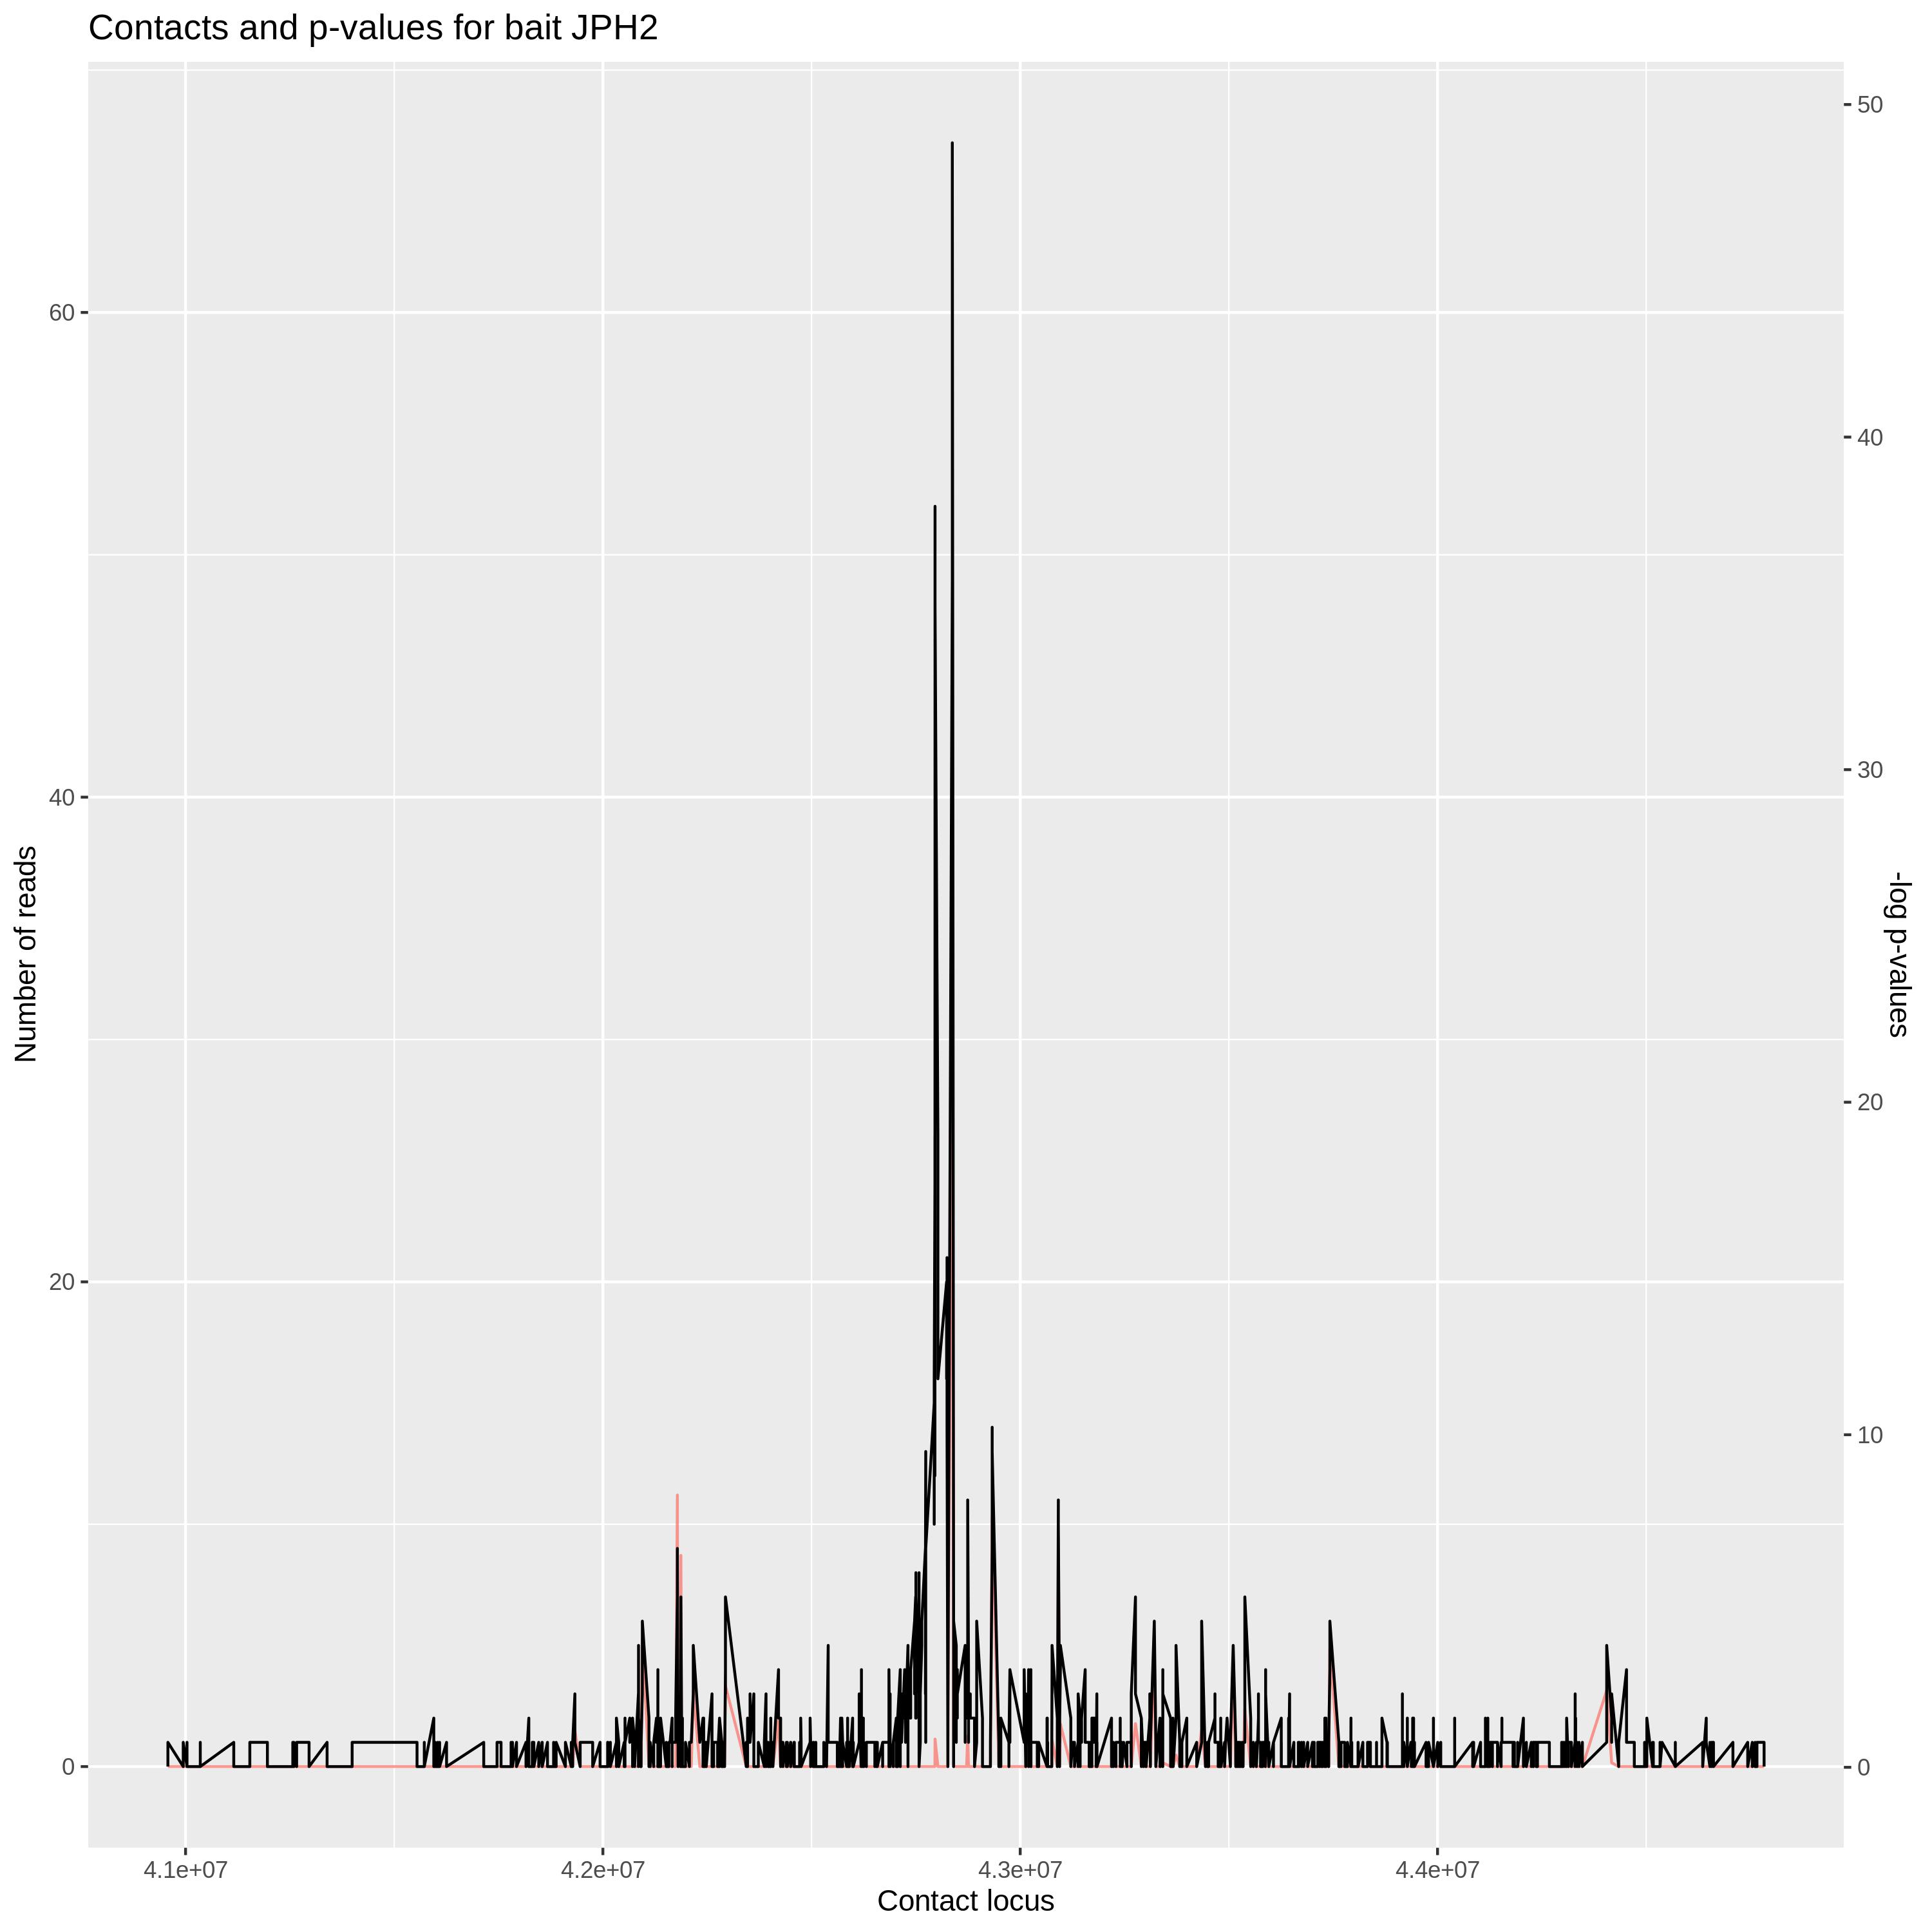 Contacts and p-values for bait JPH2
60
40
20
0
50
40
30
20
10
0
Number of reads
-log p-values
4.1e+07 4.2e+07 4.3e+07 4.4e+07
Contact locus